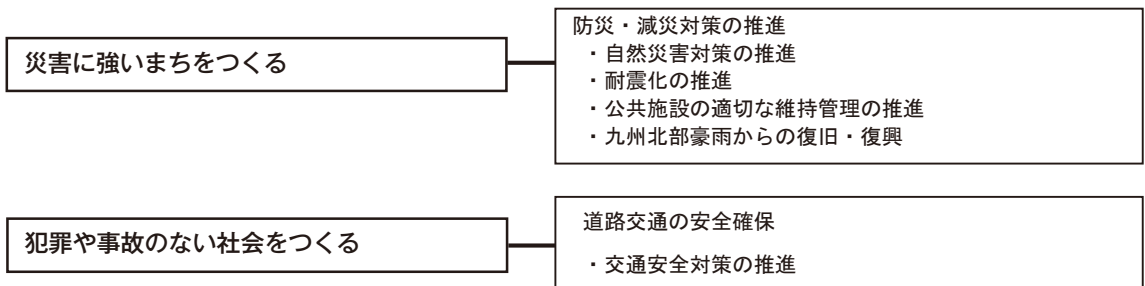 災害に強いまちをつくる
防災・減災対策の推進
・自然災害対策の推進
・耐震化の推進
・公共施設の適切な維持管理の推進
・九州北部豪雨からの復旧・復興
犯罪や事故のない社会をつくる
道路交通の安全確保
・交通安全対策の推進